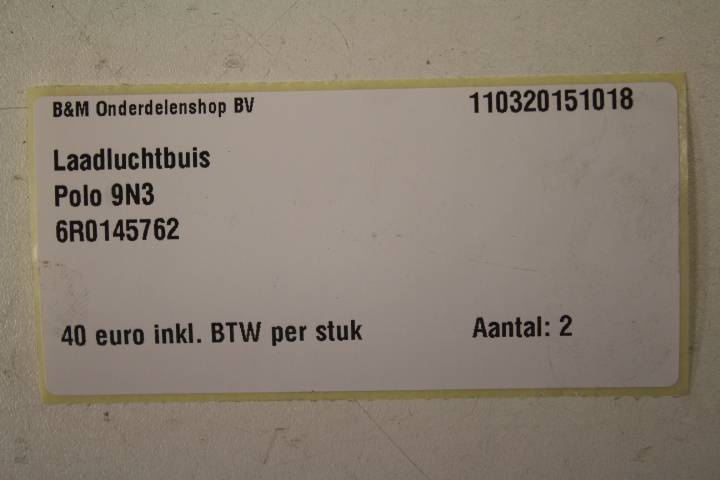 B&M Onderdelenshop BV 110320151018
Laadluchtbuis
Polo 9N3
6R0145762
40 euro inkl. BTW per stuk Aantal: 2